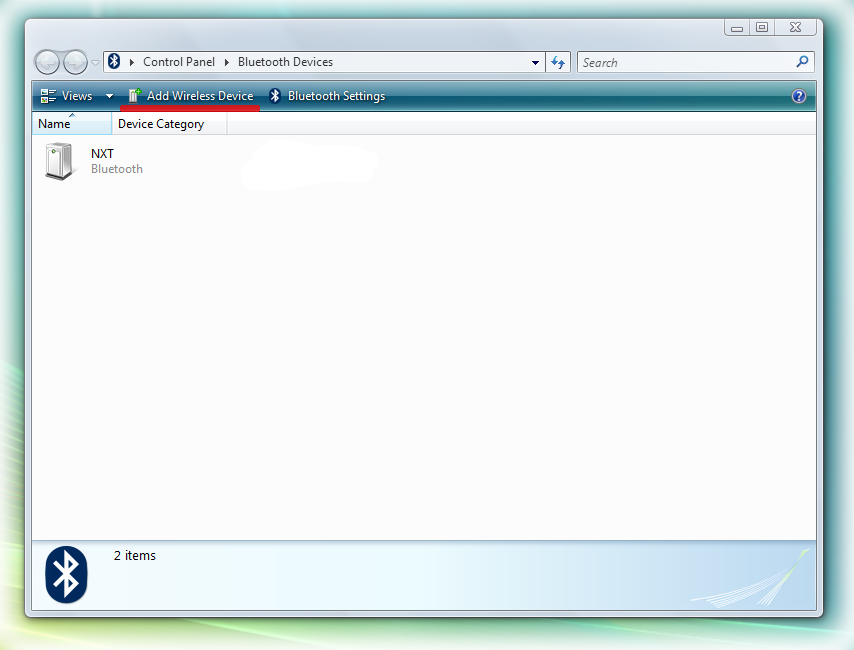 Control Panel Bluetooth Devices Search
Views Add Wireless Device Bluetooth Settings ?
Name Device Category
NXT
Bluetooth
2 items